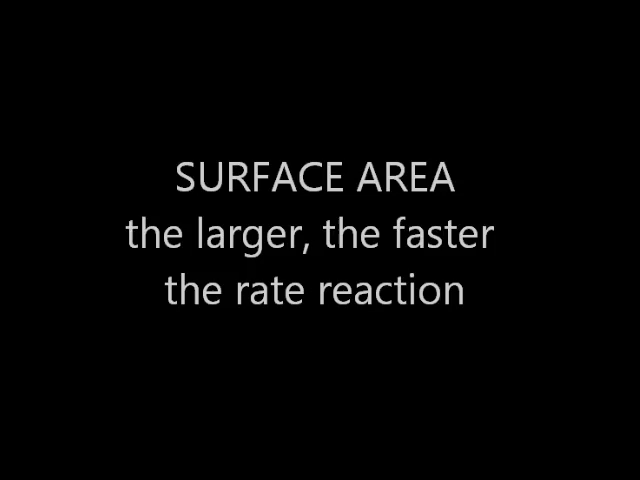 SURFACE AREA
the larger, the faster
the rate reaction